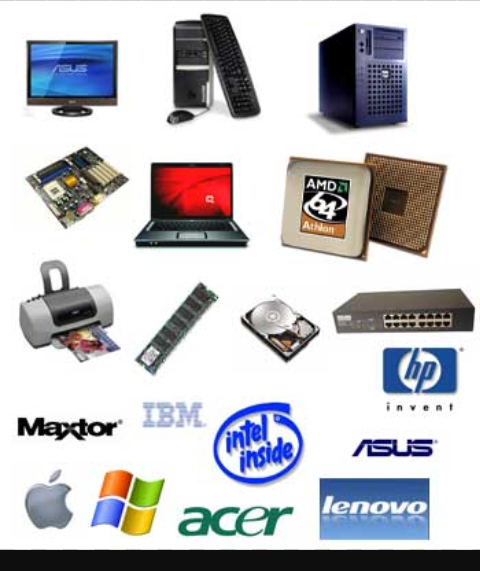 ASUS
AMD
64
Athlon
hp
invent
Maxtor
IBM
intel
inside
ASUS
acer
lenovo